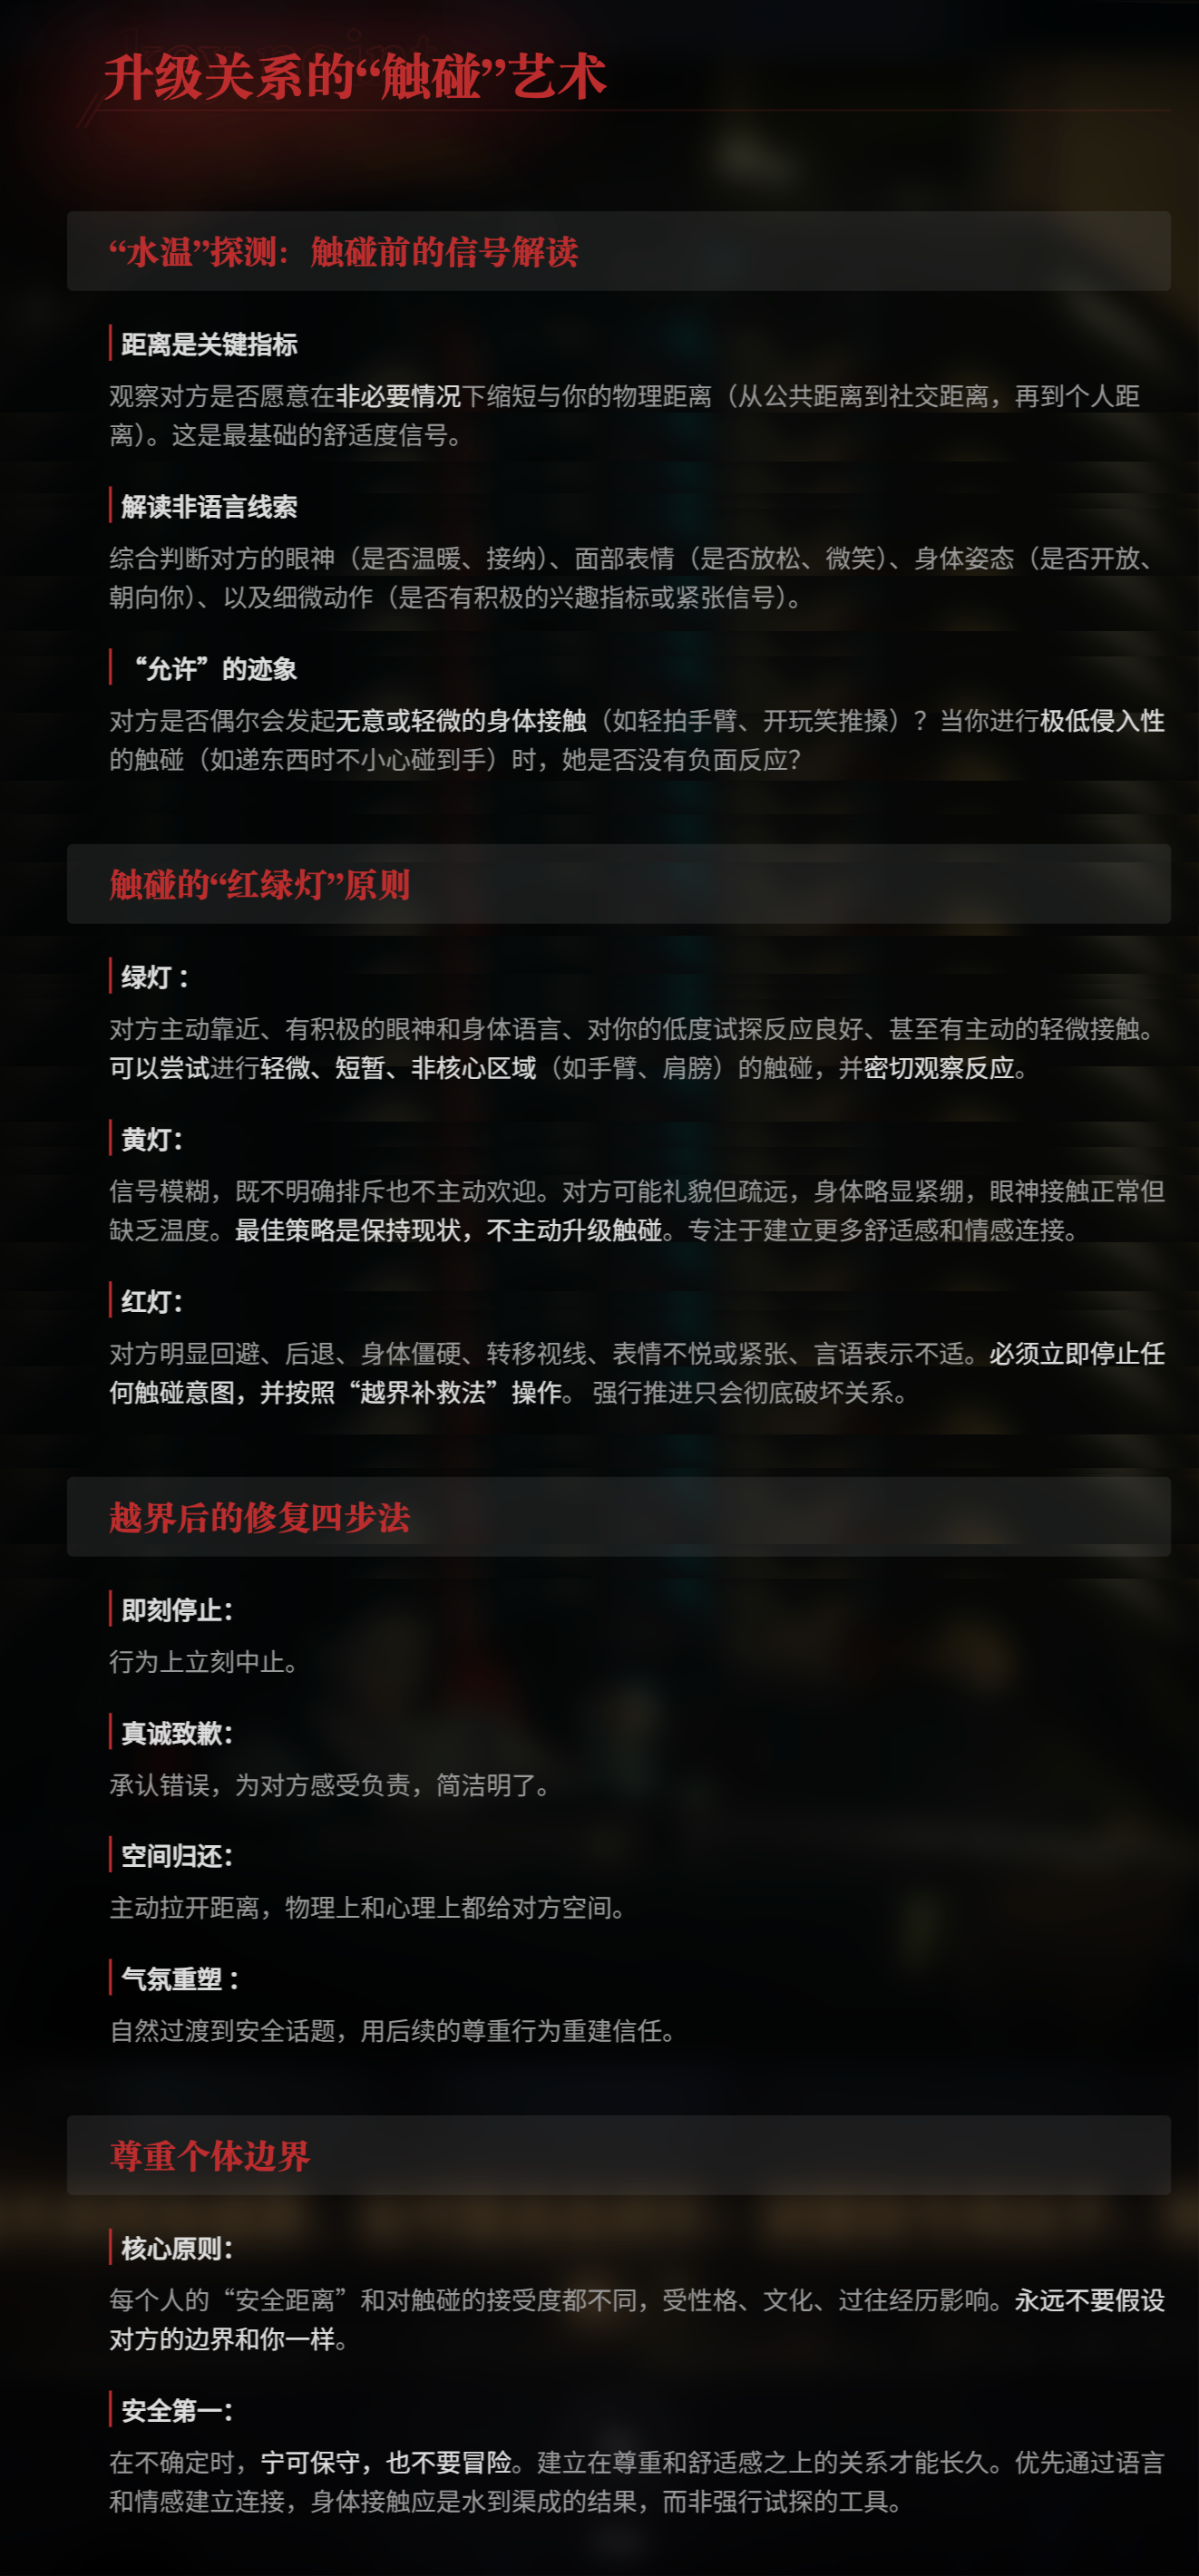 key point
升级关系的“触碰”艺术
“水温”探测：触碰前的信号解读
距离是关键指标
观察对方是否愿意在非必要情况下缩短与你的物理距离（从公共距离到社交距离，再到个人距
离）。这是最基础的舒适度信号。
解读非语言线索
综合判断对方的眼神（是否温暖、接纳）、面部表情（是否放松、微笑）、身体姿态（是否开放、
朝向你）、以及细微动作（是否有积极的兴趣指标或紧张信号）。
“允许”的迹象
对方是否偶尔会发起无意或轻微的身体接触（如轻拍手臂、开玩笑推搡）？当你进行极低侵入性
的触碰（如递东西时不小心碰到手）时，她是否没有负面反应？
触碰的“红绿灯”原则
绿灯：
对方主动靠近、有积极的眼神和身体语言、对你的低度试探反应良好、甚至有主动的轻微接触。
可以尝试进行轻微、短暂、非核心区域（如手臂、肩膀）的触碰，并密切观察反应。
黄灯：
信号模糊，既不明确排斥也不主动欢迎。对方可能礼貌但疏远，身体略显紧绷，眼神接触正常但
缺乏温度。最佳策略是保持现状，不主动升级触碰。专注于建立更多舒适感和情感连接。
红灯：
对方明显回避、后退、身体僵硬、转移视线、表情不悦或紧张、言语表示不适。必须立即停止任
何触碰意图，并按照“越界补救法”操作。 强行推进只会彻底破坏关系。
越界后的修复四步法
即刻停止：
行为上立刻中止。
真诚致歉：
承认错误，为对方感受负责，简洁明了。
空间归还：
主动拉开距离，物理上和心理上都给对方空间。
气氛重塑：
自然过渡到安全话题，用后续的尊重行为重建信任。
尊重个体边界
核心原则：
每个人的“安全距离”和对触碰的接受度都不同，受性格、文化、过往经历影响。永远不要假设
对方的边界和你一样。
安全第一：
在不确定时，宁可保守，也不要冒险。建立在尊重和舒适感之上的关系才能长久。优先通过语言
和情感建立连接，身体接触应是水到渠成的结果，而非强行试探的工具。